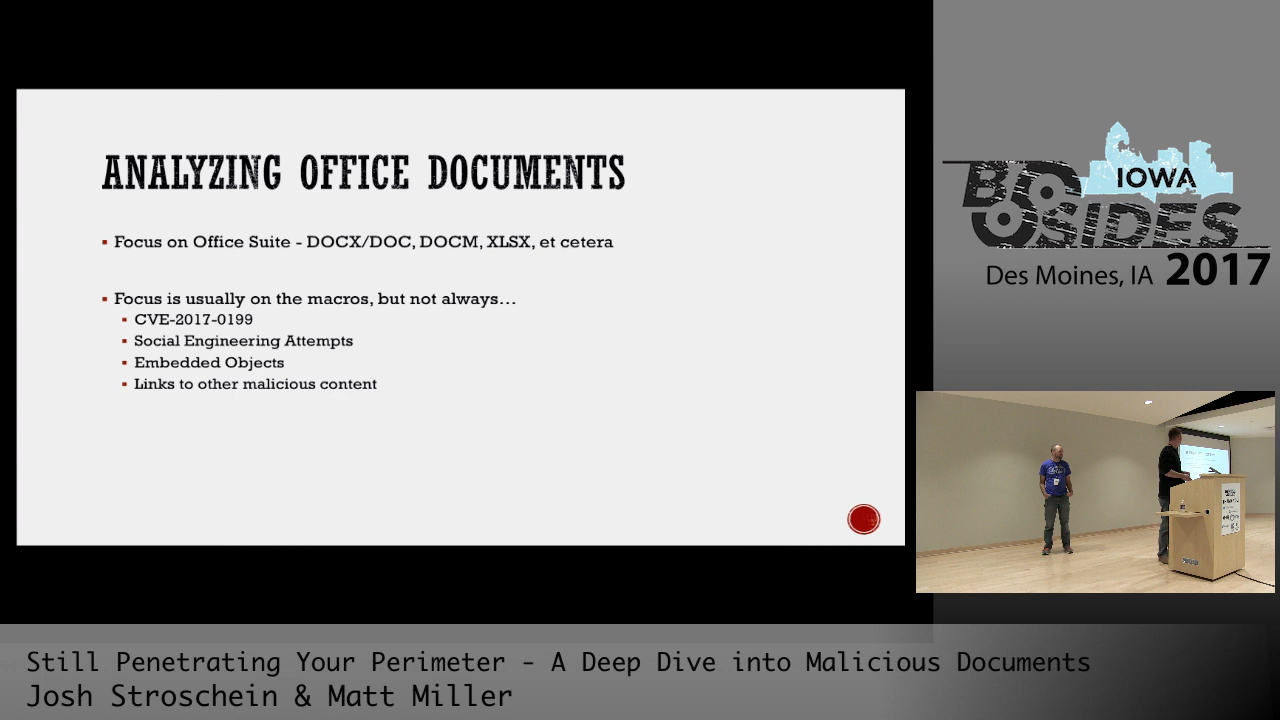 ANALYZING OFFICE DOCUMENTS
Focus on Office Suite - DOCX/DOC, DOCM, XLSX, et cetera
Focus is usually on the macros, but not always...
CVE-2017-0199
Social Engineering Attempts
Embedded Objects
Links to other malicious content
IOWA
BSIDES
Des Moines, IA 2017
Still Penetrating Your Perimeter - A Deep Dive into Malicious Documents
Josh Stroschein & Matt Miller